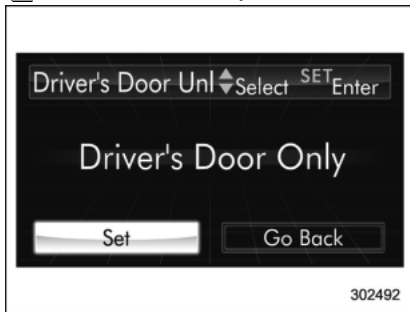 Driver's Door Unl Select SET Enter
Driver's Door Only
Set Go Back
302492